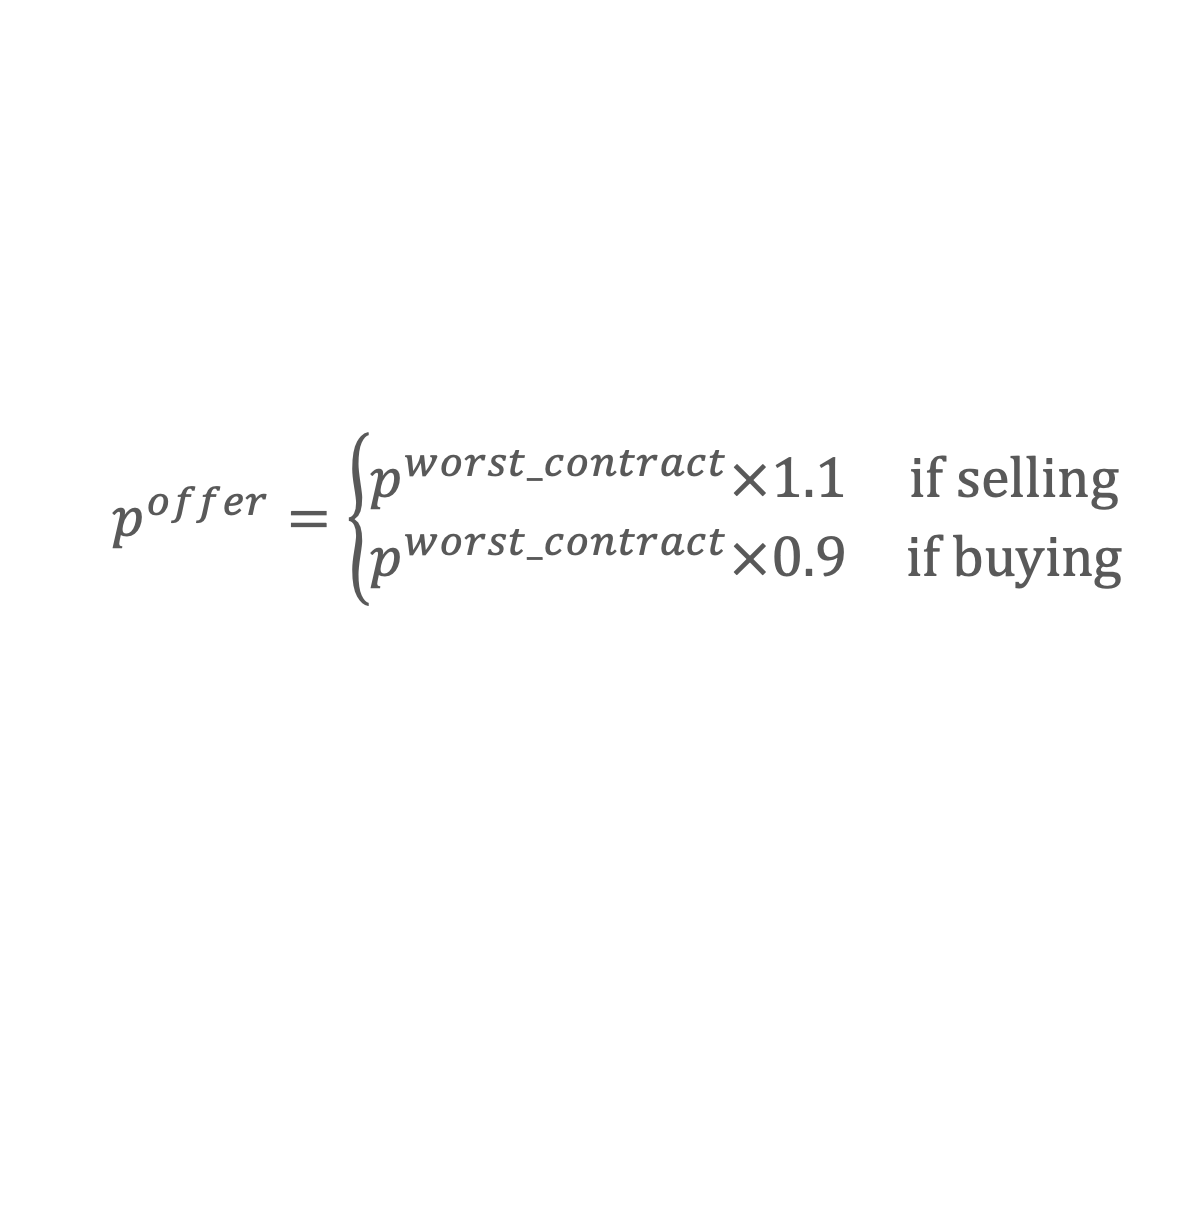 p^{offer} = { p^{worst_contract}×1.1 if selling
p^{worst_contract}×0.9 if buying